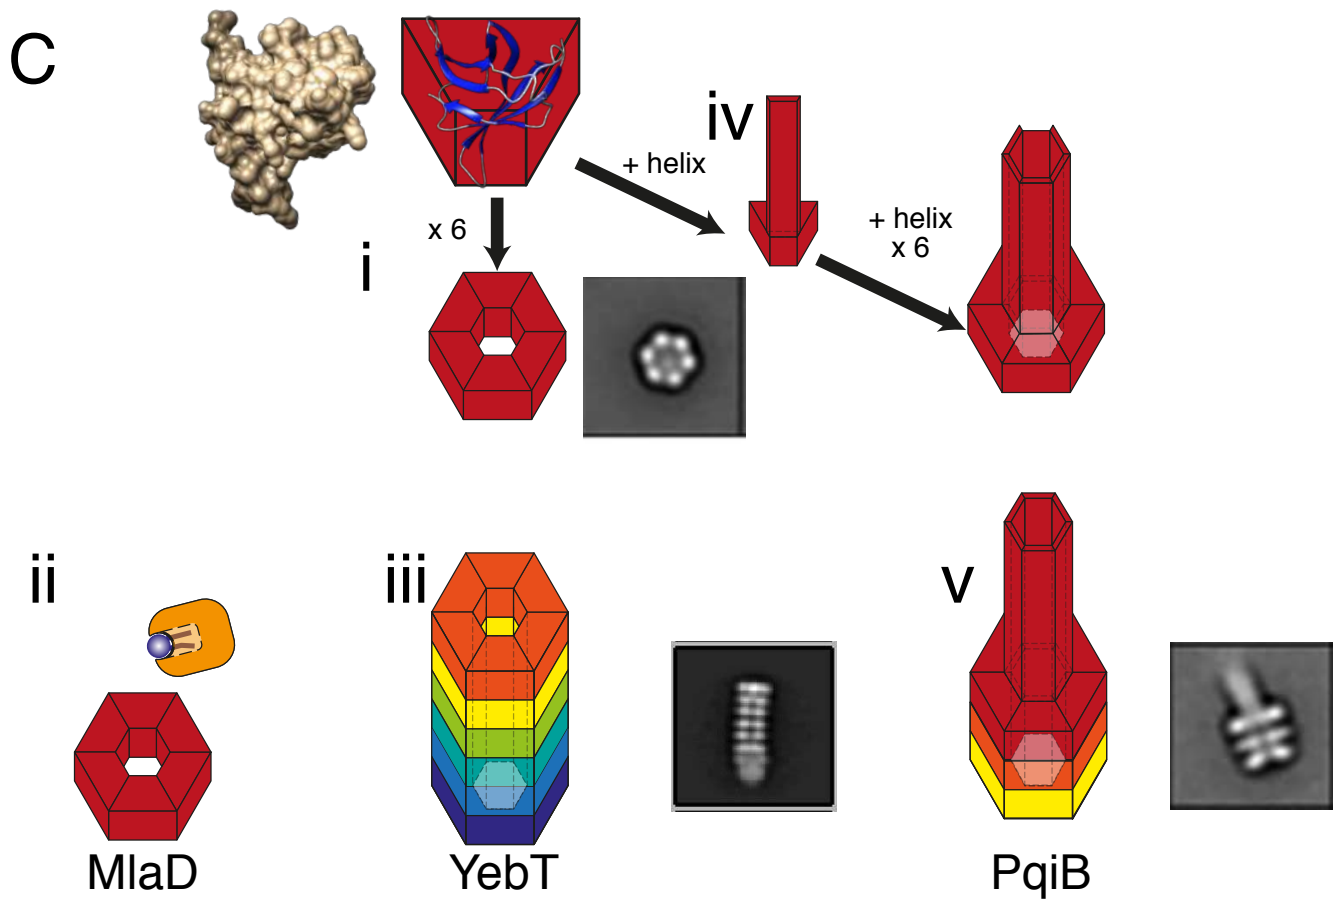 C
iv
+ helix
+ helix
x 6
x 6
i
ii
iii
v
MlaD
YebT
PqiB